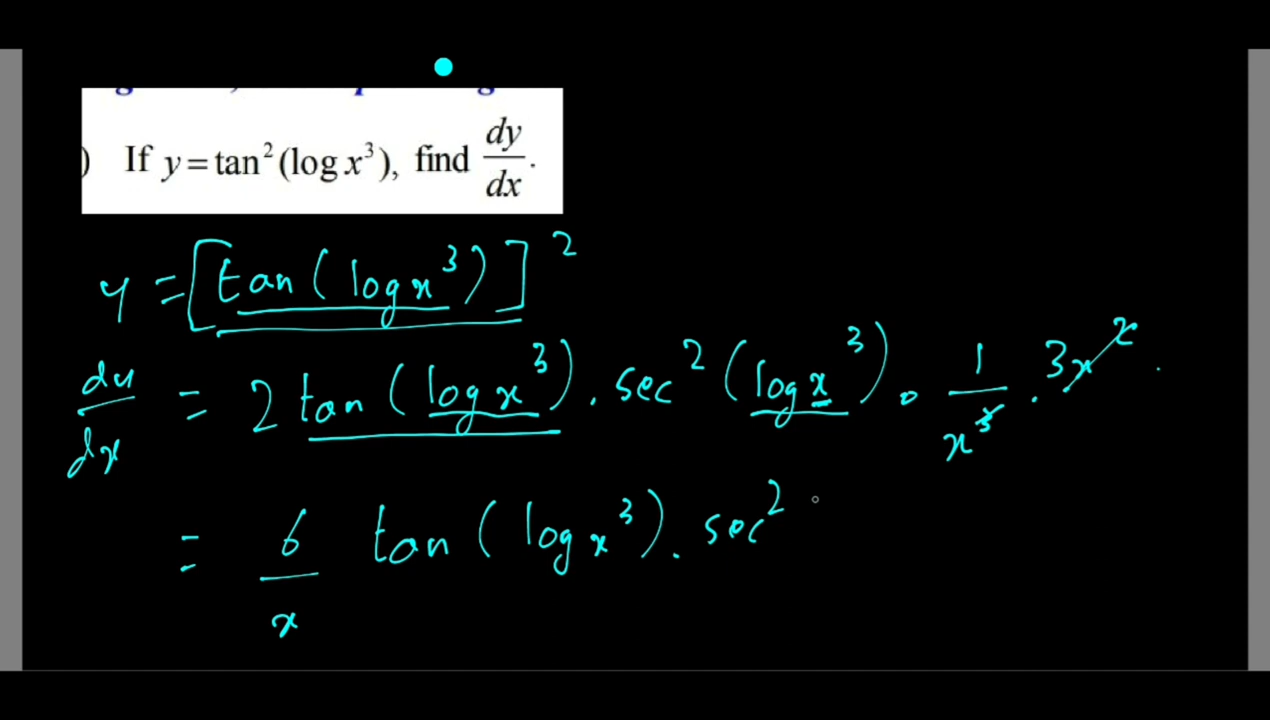 ) If y=tan²(log x³), find dy/dx.
y = [tan(log x³)]²
dy/dx = 2 tan(log x³). sec²(log x³). 1/x³ . 3x² .
= 6/x tan(log x³). sec²